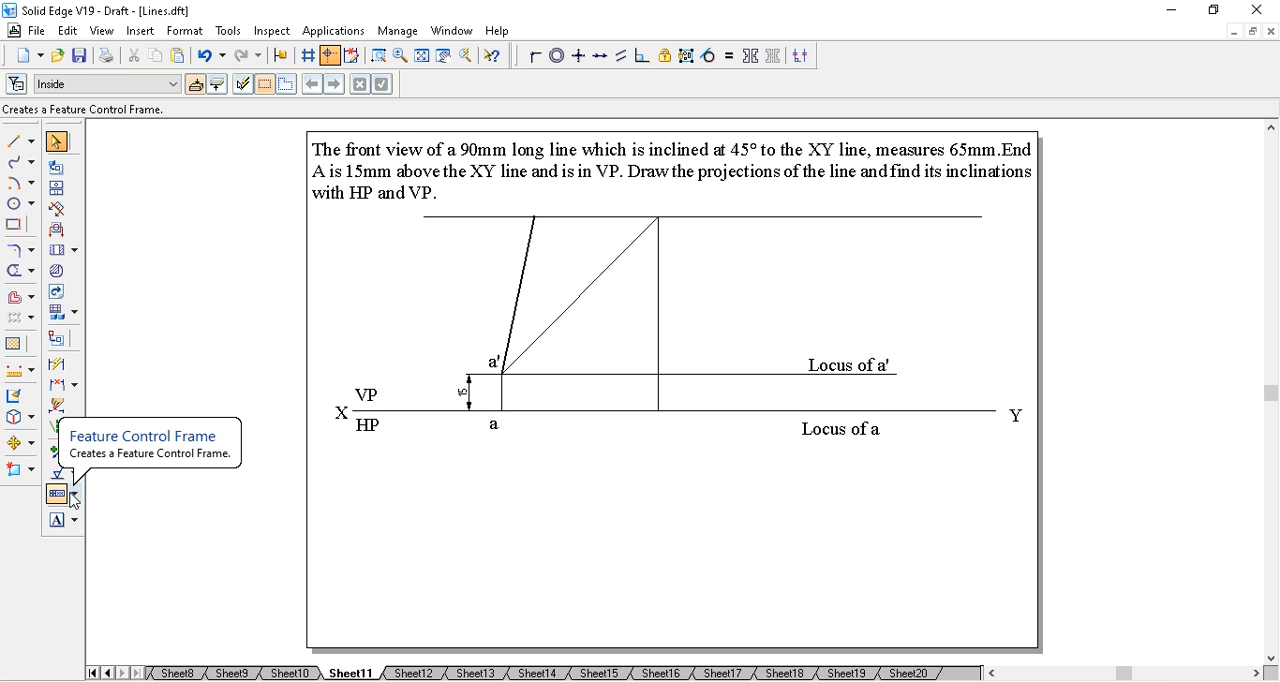 Solid Edge V19 - Draft - [Lines.dft]
File Edit View Insert Format Tools Inspect Applications Manage Window Help
Inside
Creates a Feature Control Frame.
The front view of a 90mm long line which is inclined at 45° to the XY line, measures 65mm.End
A is 15mm above the XY line and is in VP. Draw the projections of the line and find its inclinations
with HP and VP.
a'
Locus of a'
15
VP
X
Y
HP
a
Locus of a
Feature Control Frame
Creates a Feature Control Frame.
A
Sheet8 Sheet9 Sheet10 Sheet11 Sheet12 Sheet13 Sheet14 Sheet15 Sheet16 Sheet17 Sheet18 Sheet19 Sheet20